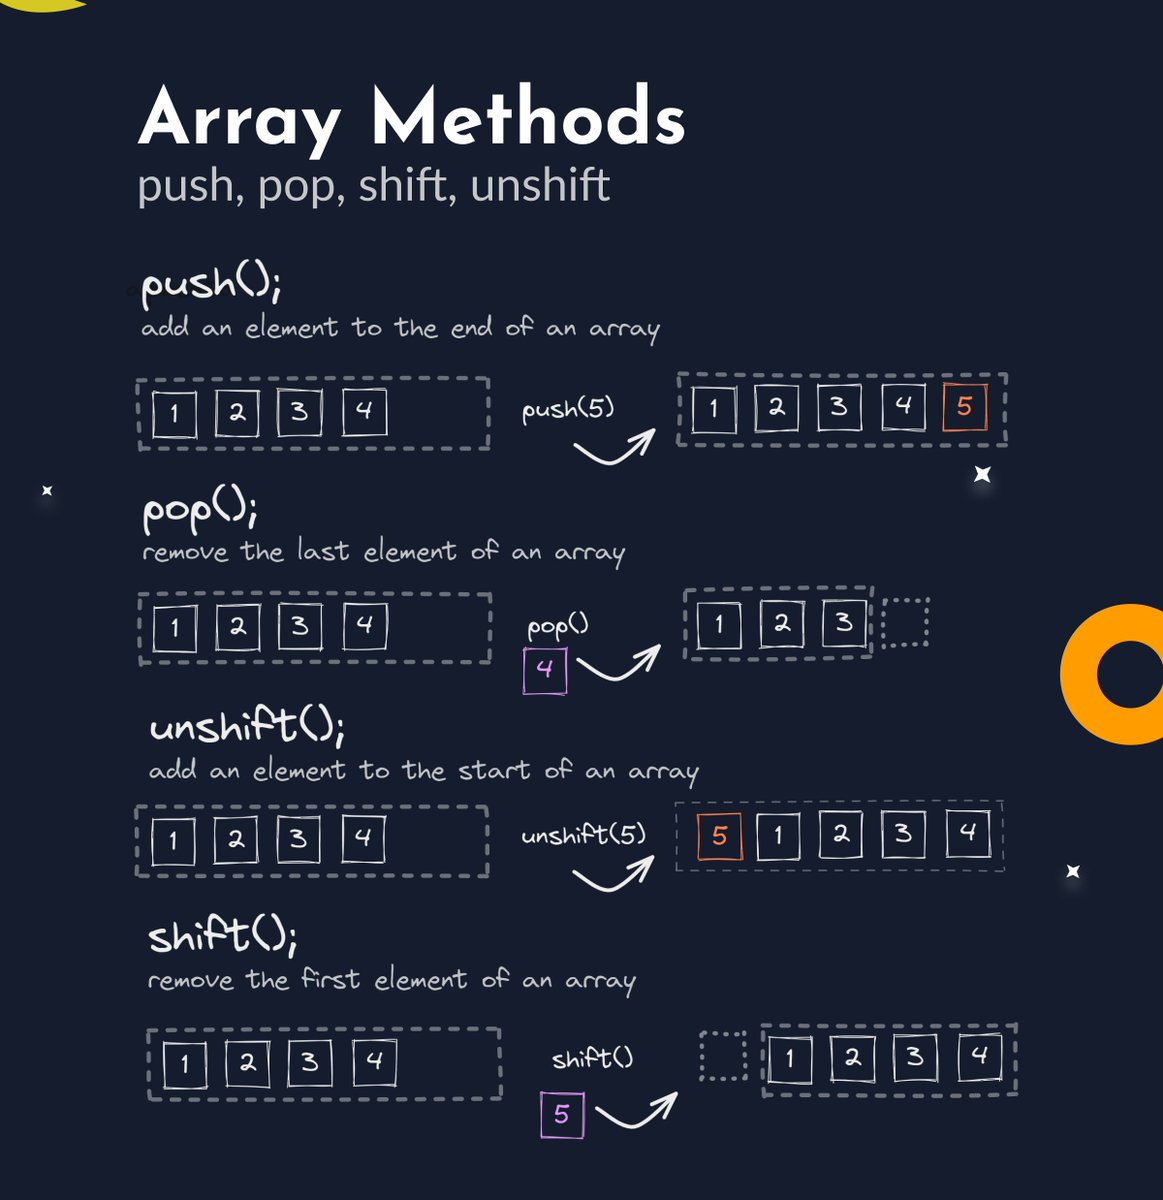 Array Methods
push, pop, shift, unshift
push();
add an element to the end of an array
1 2 3 4 push(5) 1 2 3 4 5
pop();
remove the last element of an array
1 2 3 4 pop() 1 2 3
4
unshift();
add an element to the start of an array
1 2 3 4 unshift(5) 5 1 2 3 4
shift();
remove the first element of an array
1 2 3 4 shift() 1 2 3 4
5